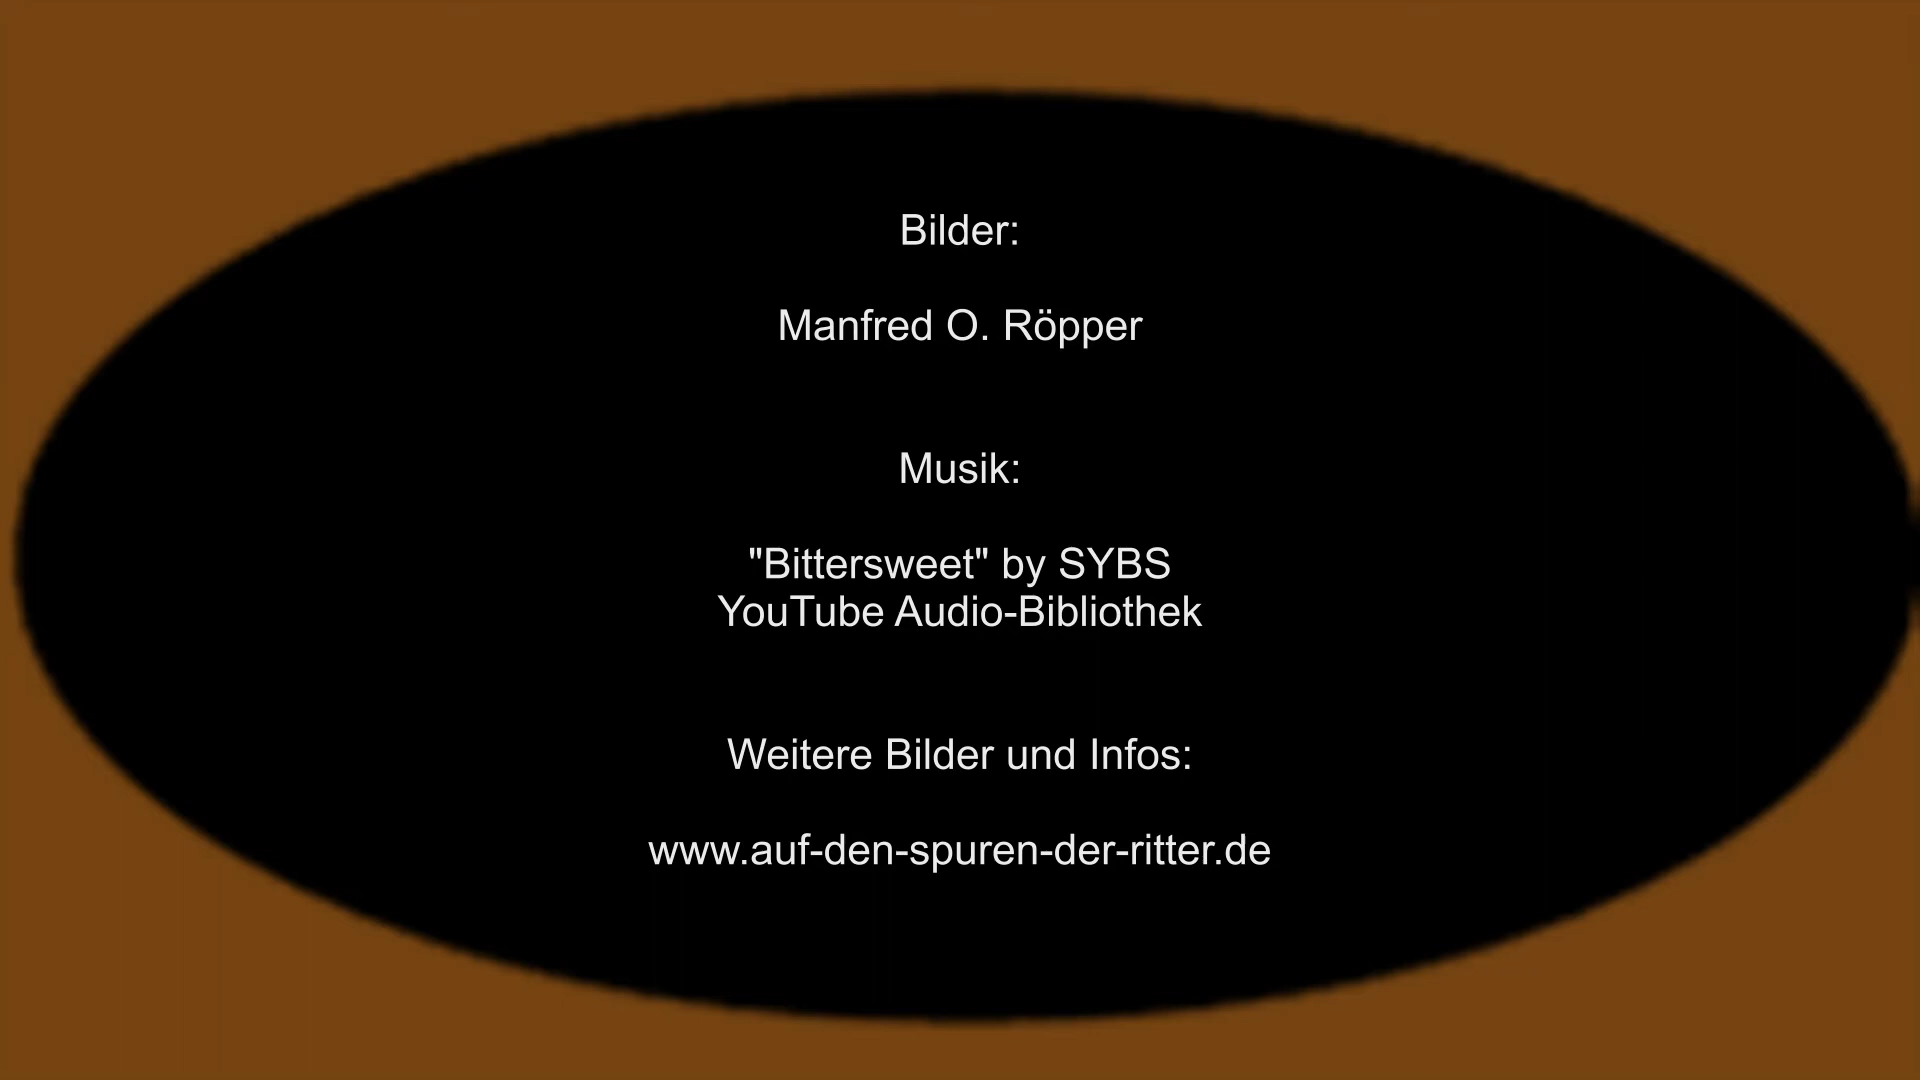 Bilder:
Manfred O. Röpper
Musik:
"Bittersweet" by SYBS
YouTube Audio-Bibliothek
Weitere Bilder und Infos:
www.auf-den-spuren-der-ritter.de